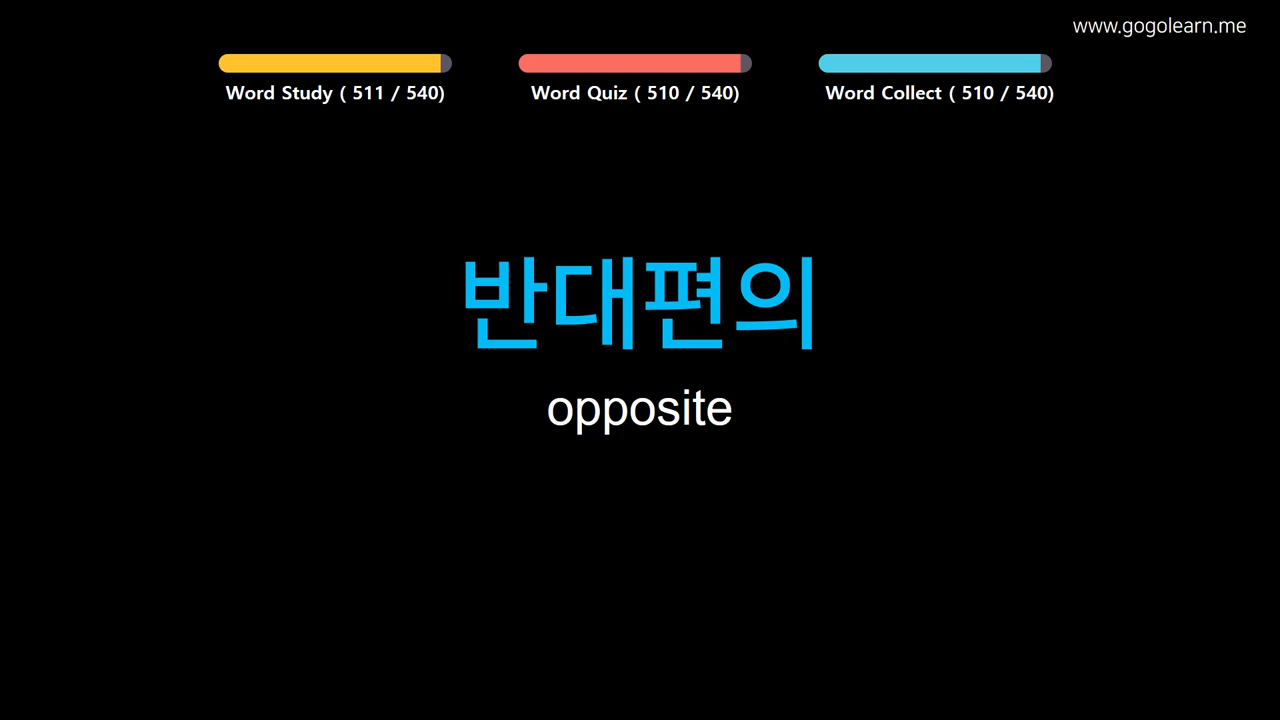 www.gogolearn.me
Word Study ( 511 / 540)
Word Quiz ( 510 / 540)
Word Collect ( 510 / 540)
반대편의
opposite